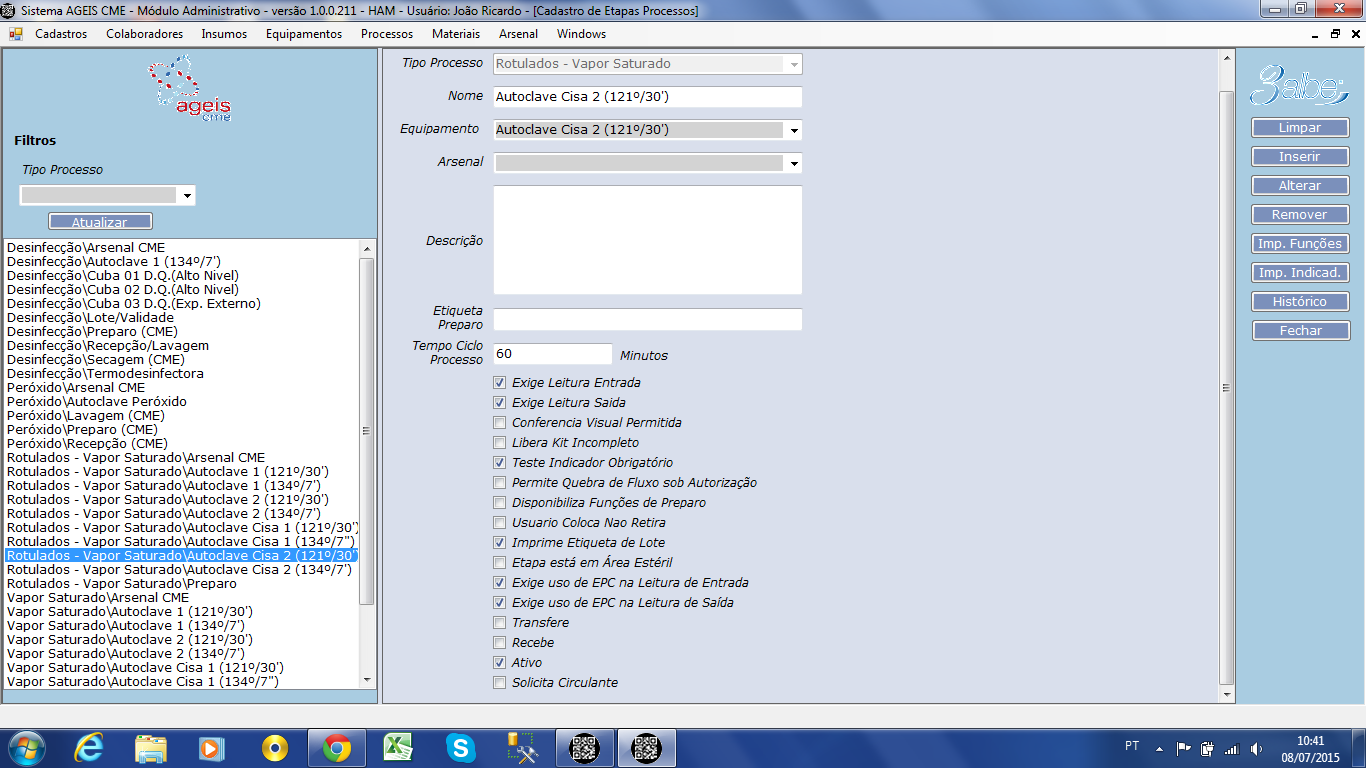 Sistema AGEIS CME - Módulo Administrativo - versão 1.0.0.211 - HAM - Usuário: João Ricardo - [Cadastro de Etapas Processos]
Cadastros Colaboradores Insumos Equipamentos Processos Materiais Arsenal Windows
ageis
cme
Filtros
Tipo Processo
Atualizar
Desinfecção\Arsenal CME
Desinfecção\Autoclave 1 (134º/7')
Desinfecção\Cuba 01 D.Q.(Alto Nivel)
Desinfecção\Cuba 02 D.Q.(Alto Nivel)
Desinfecção\Cuba 03 D.Q.(Exp. Externo)
Desinfecção\Lote/Validade
Desinfecção\Preparo (CME)
Desinfecção\Recepção/Lavagem
Desinfecção\Secagem (CME)
Desinfecção\Termodesinfectora
Peróxido\Arsenal CME
Peróxido\Autoclave Peróxido
Peróxido\Lavagem (CME)
Peróxido\Preparo (CME)
Peróxido\Recepção (CME)
Rotulados - Vapor Saturado\Arsenal CME
Rotulados - Vapor Saturado\Autoclave 1 (121º/30')
Rotulados - Vapor Saturado\Autoclave 1 (134º/7')
Rotulados - Vapor Saturado\Autoclave 2 (121º/30')
Rotulados - Vapor Saturado\Autoclave 2 (134º/7')
Rotulados - Vapor Saturado\Autoclave Cisa 1 (121º/30')
Rotulados - Vapor Saturado\Autoclave Cisa 1 (134º/7")
Rotulados - Vapor Saturado\Autoclave Cisa 2 (121º/30')
Rotulados - Vapor Saturado\Autoclave Cisa 2 (134º/7')
Rotulados - Vapor Saturado\Preparo
Vapor Saturado\Arsenal CME
Vapor Saturado\Autoclave 1 (121º/30')
Vapor Saturado\Autoclave 1 (134º/7')
Vapor Saturado\Autoclave 2 (121º/30')
Vapor Saturado\Autoclave 2 (134º/7')
Vapor Saturado\Autoclave Cisa 1 (121º/30')
Vapor Saturado\Autoclave Cisa 1 (134º/7")
Tipo Processo Rotulados - Vapor Saturado
Nome Autoclave Cisa 2 (121º/30')
Equipamento Autoclave Cisa 2 (121º/30')
Arsenal
Descrição
Etiqueta
Preparo
Tempo Ciclo
Processo 60 Minutos
Exige Leitura Entrada
Exige Leitura Saida
Conferencia Visual Permitida
Libera Kit Incompleto
Teste Indicador Obrigatório
Permite Quebra de Fluxo sob Autorização
Disponibiliza Funções de Preparo
Usuario Coloca Nao Retira
Imprime Etiqueta de Lote
Etapa está em Área Estéril
Exige uso de EPC na Leitura de Entrada
Exige uso de EPC na Leitura de Saída
Transfere
Recebe
Ativo
Solicita Circulante
3albe
Limpar
Inserir
Alterar
Remover
Imp. Funções
Imp. Indicad.
Histórico
Fechar
PT
10:41
08/07/2015